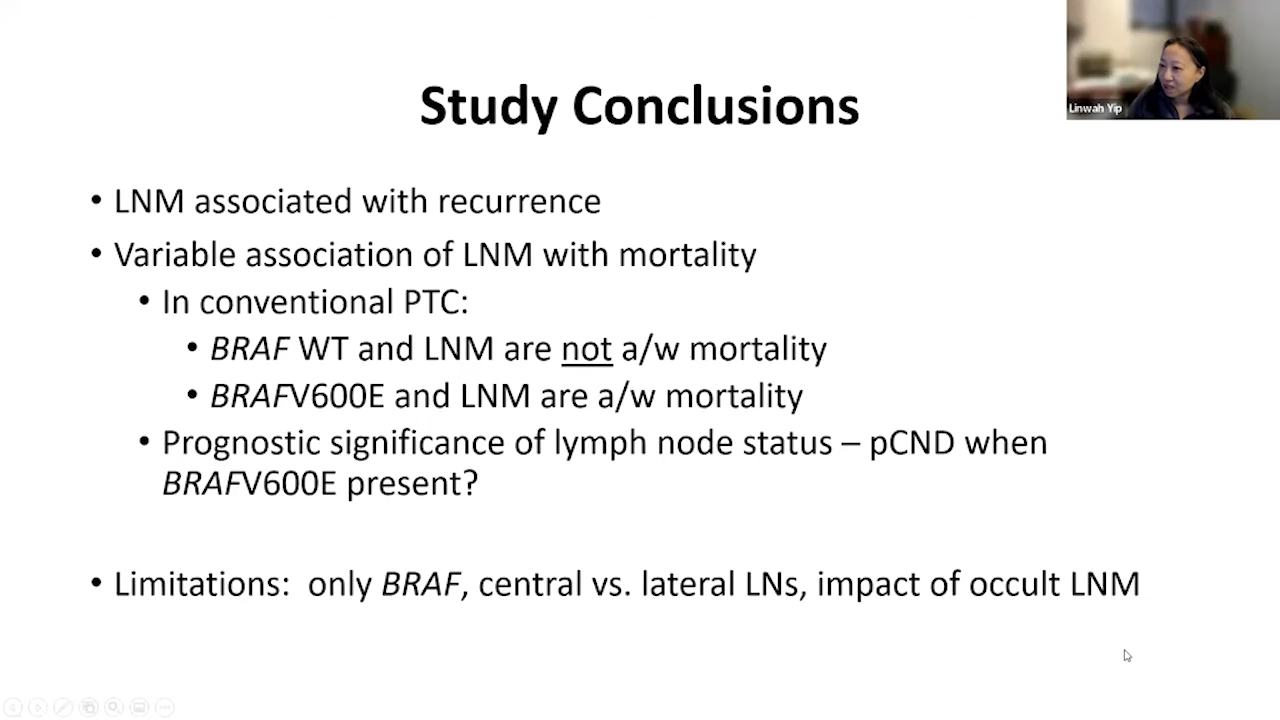 Linwah Yip
Study Conclusions
• LNM associated with recurrence
• Variable association of LNM with mortality
• In conventional PTC:
• BRAF WT and LNM are not a/w mortality
• BRAFV600E and LNM are a/w mortality
• Prognostic significance of lymph node status – pCND when
BRAFV600E present?
• Limitations:  only BRAF, central vs. lateral LNs, impact of occult LNM